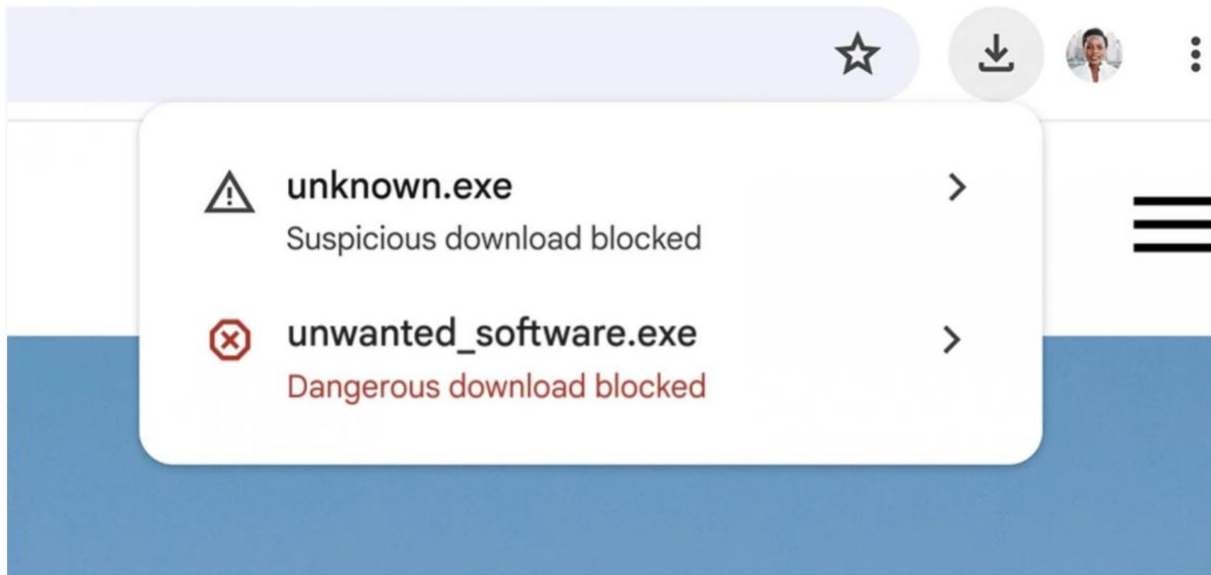 unknown.exe
Suspicious download blocked
unwanted_software.exe
Dangerous download blocked